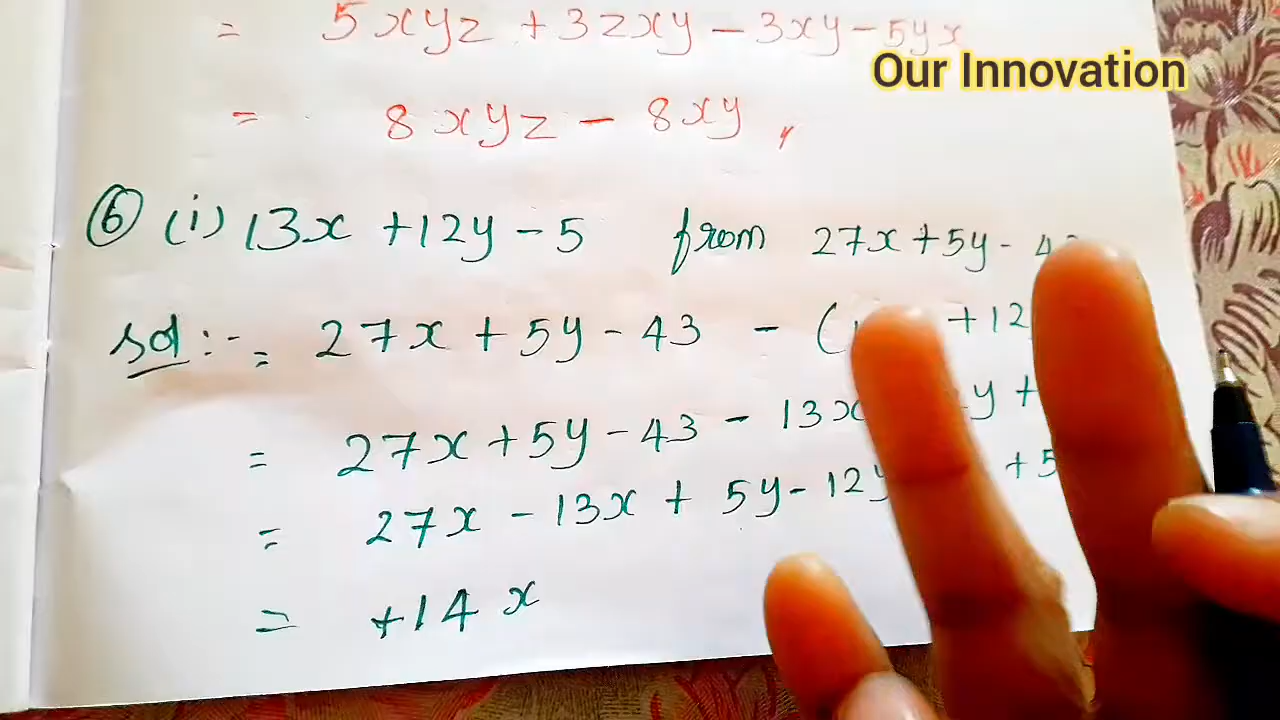 = 5xyz + 3zxy - 3xy - 5yx
Our Innovation
= 8xyz - 8xy,
⑥ (i) 13x + 12y - 5 from 27x + 5y -
Sol :- = 27x + 5y - 43 - ( + 12
= 27x + 5y - 43 - 13x y +
= 27x - 13x + 5y - 12y + 5
= +14x